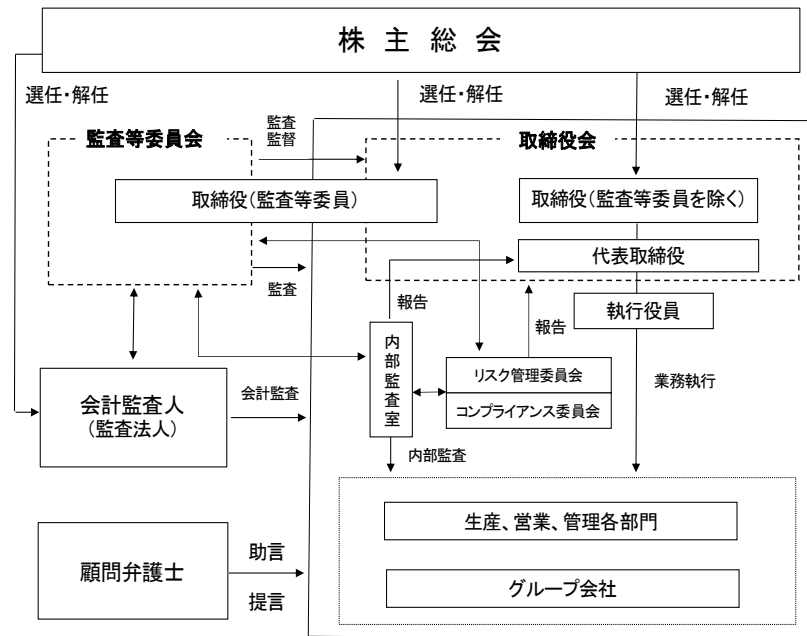 株 主 総 会
選任・解任
選任・解任
選任・解任
監査等委員会
監査
監督
取締役会
取締役（監査等委員）
取締役（監査等委員を除く）
代表取締役
監査
報告
執行役員
内部監査室
報告
リスク管理委員会
コンプライアンス委員会
業務執行
会計監査人
（監査法人）
会計監査
内部監査
生産、営業、管理各部門
顧問弁護士
助言
提言
グループ会社